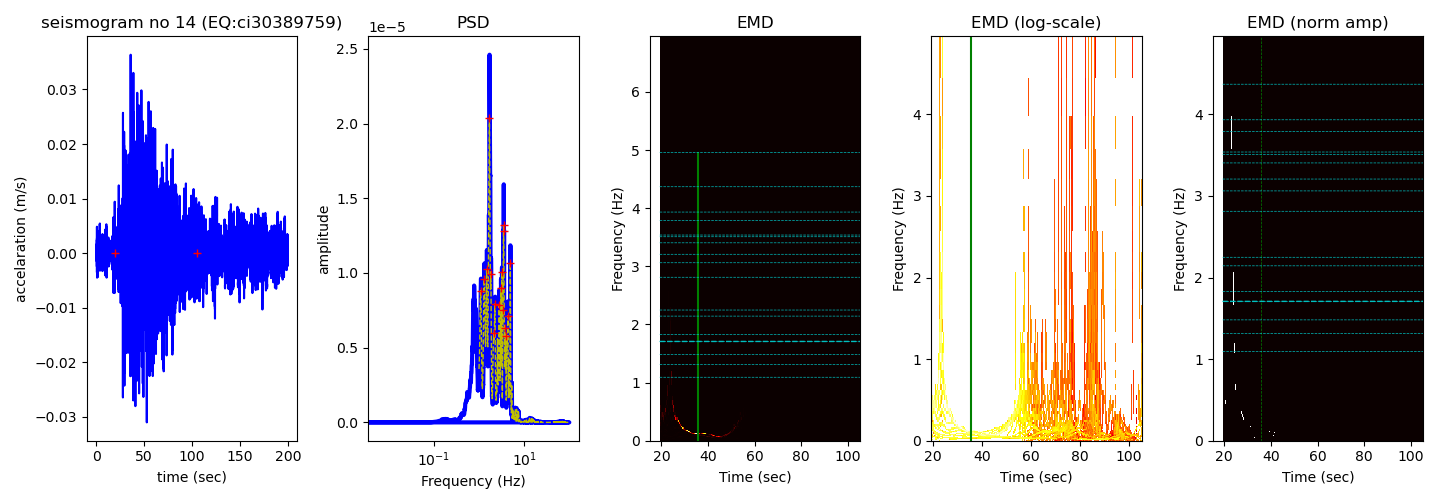 seismogram no 14 (EQ:ci30389759)
accelaration (m/s)
0.03
0.02
0.01
0.00
−0.01
−0.02
−0.03
0 50 100 150 200
time (sec)
PSD
1e−5
amplitude
2.5
2.0
1.5
1.0
0.5
0.0
10−1 101
Frequency (Hz)
EMD
Frequency (Hz)
6
5
4
3
2
1
0
20 40 60 80 100
Time (sec)
EMD (log-scale)
Frequency (Hz)
4
3
2
1
0
20 40 60 80 100
Time (sec)
EMD (norm amp)
Frequency (Hz)
4
3
2
1
0
20 40 60 80 100
Time (sec)